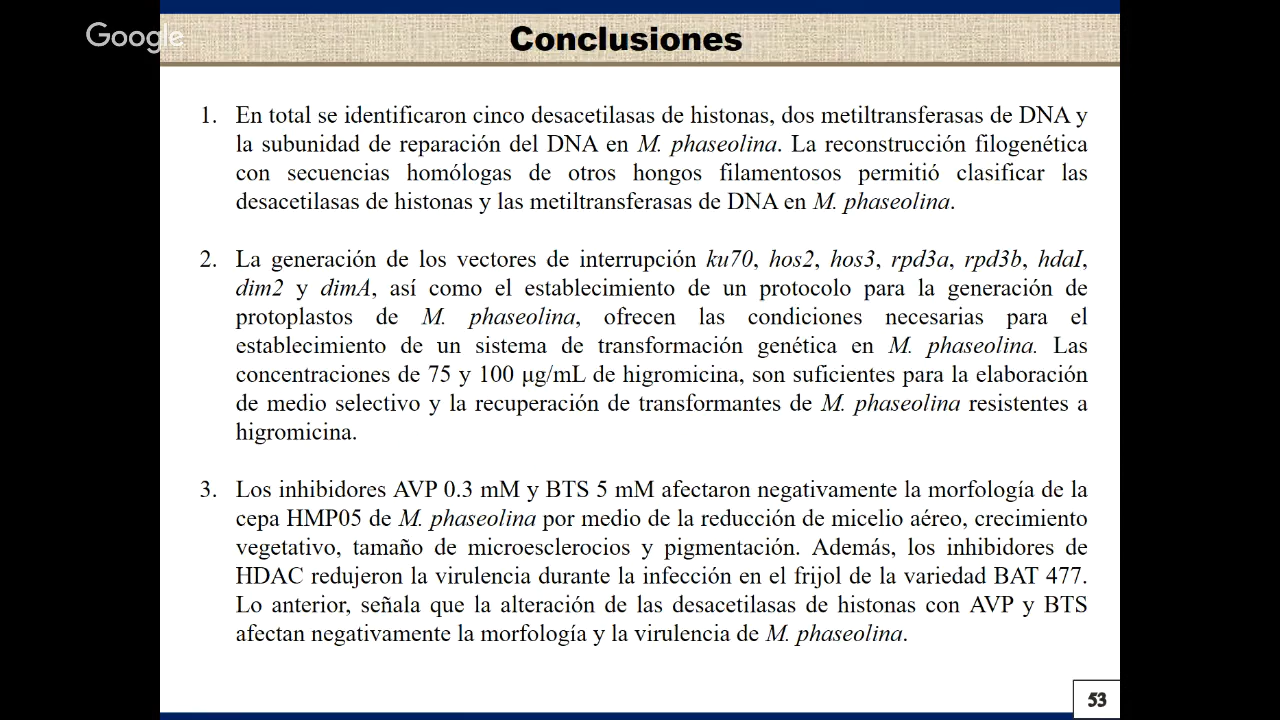 Google
Conclusiones
1. En total se identificaron cinco desacetilasas de histonas, dos metiltransferasas de DNA y
la subunidad de reparación del DNA en M. phaseolina. La reconstrucción filogenética
con secuencias homólogas de otros hongos filamentosos permitió clasificar las
desacetilasas de histonas y las metiltransferasas de DNA en M. phaseolina.
2. La generación de los vectores de interrupción ku70, hos2, hos3, rpd3a, rpd3b, hdaI,
dim2 y dimA, así como el establecimiento de un protocolo para la generación de
protoplastos de M. phaseolina, ofrecen las condiciones necesarias para el
establecimiento de un sistema de transformación genética en M. phaseolina. Las
concentraciones de 75 y 100 μg/mL de higromicina, son suficientes para la elaboración
de medio selectivo y la recuperación de transformantes de M. phaseolina resistentes a
higromicina.
3. Los inhibidores AVP 0.3 mM y BTS 5 mM afectaron negativamente la morfología de la
cepa HMP05 de M. phaseolina por medio de la reducción de micelio aéreo, crecimiento
vegetativo, tamaño de microesclerocios y pigmentación. Además, los inhibidores de
HDAC redujeron la virulencia durante la infección en el frijol de la variedad BAT 477.
Lo anterior, señala que la alteración de las desacetilasas de histonas con AVP y BTS
afectan negativamente la morfología y la virulencia de M. phaseolina.
53